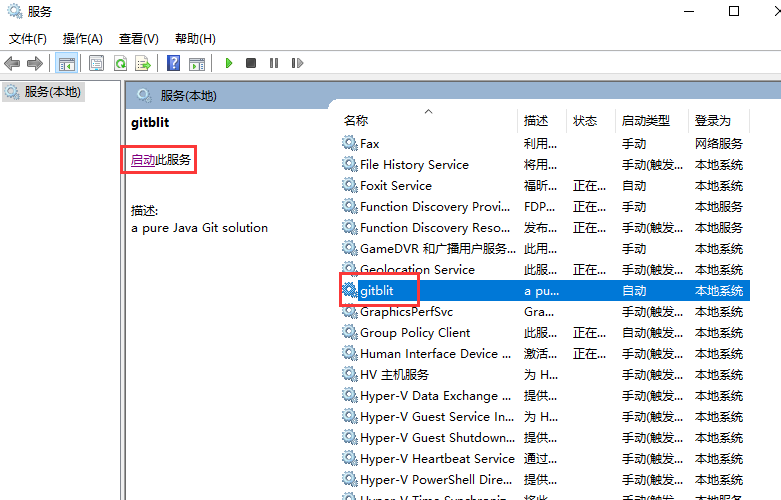 服务
文件(F) 操作(A) 查看(V) 帮助(H)
服务(本地)
服务(本地)
gitblit
启动此服务
描述:
a pure Java Git solution
名称 描述 状态 启动类型 登录为
Fax 利用... 手动 网络服务
File History Service 将用... 手动(触发... 本地系统
Foxit Service 福昕... 正在... 自动 本地系统
Function Discovery Provi... FDP... 正在... 手动 本地服务
Function Discovery Reso... 发布... 正在... 手动(触发... 本地服务
GameDVR 和广播用户服务... 此用... 手动 本地系统
Geolocation Service 此服... 正在... 手动(触发... 本地系统
gitblit a pu... 自动 本地系统
GraphicsPerfSvc Gra... 手动(触发... 本地系统
Group Policy Client 此服... 正在... 自动(触发... 本地系统
Human Interface Device ... 激活... 正在... 手动(触发... 本地系统
HV 主机服务 为 H... 手动(触发... 本地系统
Hyper-V Data Exchange ... 提供... 手动(触发... 本地系统
Hyper-V Guest Service In... 为 H... 手动(触发... 本地系统
Hyper-V Guest Shutdown... 提供... 手动(触发... 本地系统
Hyper-V Heartbeat Service 通过... 手动(触发... 本地系统
Hyper-V PowerShell Dire... 提供... 手动(触发... 本地系统